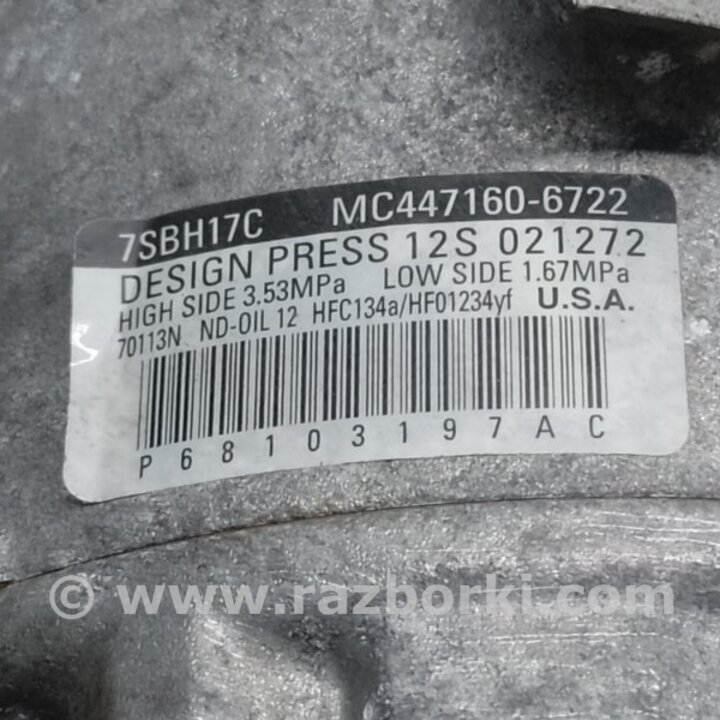 7SBH17C MC447160-6722
DESIGN PRESS 12S 021272
HIGH SIDE 3.53MPa LOW SIDE 1.67MPa
70113N ND-OIL 12 HFC134a/HFO1234yf U.S.A.
P68103197AC
© www.razborki.com